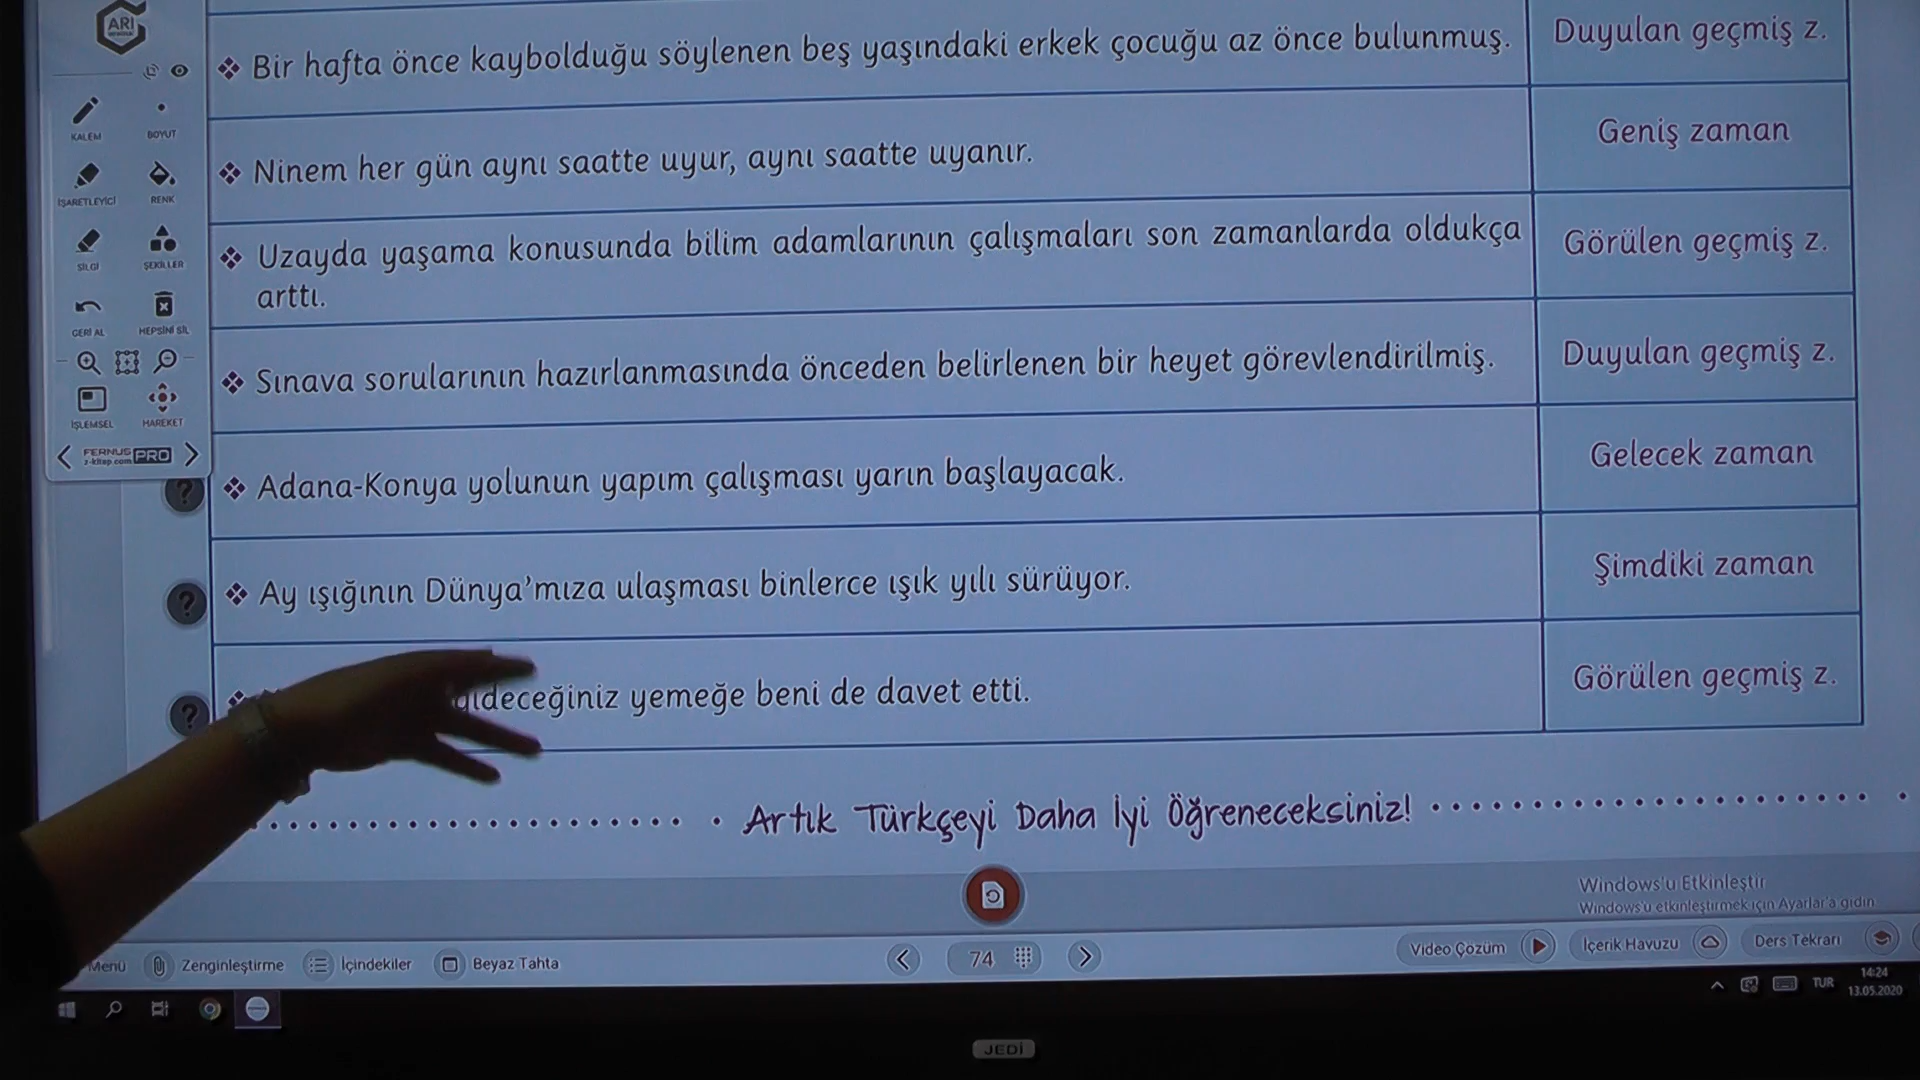 ARI
❖ Bir hafta önce kaybolduğu söylenen beş yaşındaki erkek çocuğu az önce bulunmuş.
Duyulan geçmiş z.
KALEM
BOYUT
❖ Ninem her gün aynı saatte uyur, aynı saatte uyanır.
Geniş zaman
İŞARETLEYİCİ
RENK
❖ Uzayda yaşama konusunda bilim adamlarının çalışmaları son zamanlarda oldukça
arttı.
Görülen geçmiş z.
SİLGİ
ŞEKİLLER
GERİ AL
HEPSİNİ SİL
❖ Sınava sorularının hazırlanmasında önceden belirlenen bir heyet görevlendirilmiş.
Duyulan geçmiş z.
İŞLEMSEL
HAREKET
FERNUS
z-kitap.com PRO
❖ Adana-Konya yolunun yapım çalışması yarın başlayacak.
Gelecek zaman
❖ Ay ışığının Dünya'mıza ulaşması binlerce ışık yılı sürüyor.
Şimdiki zaman
gideceğiniz yemeğe beni de davet etti.
Görülen geçmiş z.
Artık Türkçeyi Daha İyi Öğreneceksiniz!
Windows'u Etkinleştir
Windows'u etkinleştirmek için Ayarlar'a gidin.
Menü
Zenginleştirme
İçindekiler
Beyaz Tahta
74
Video Çözüm
İçerik Havuzu
Ders Tekrarı
TUR
14:24
13.05.2020
JEDİ